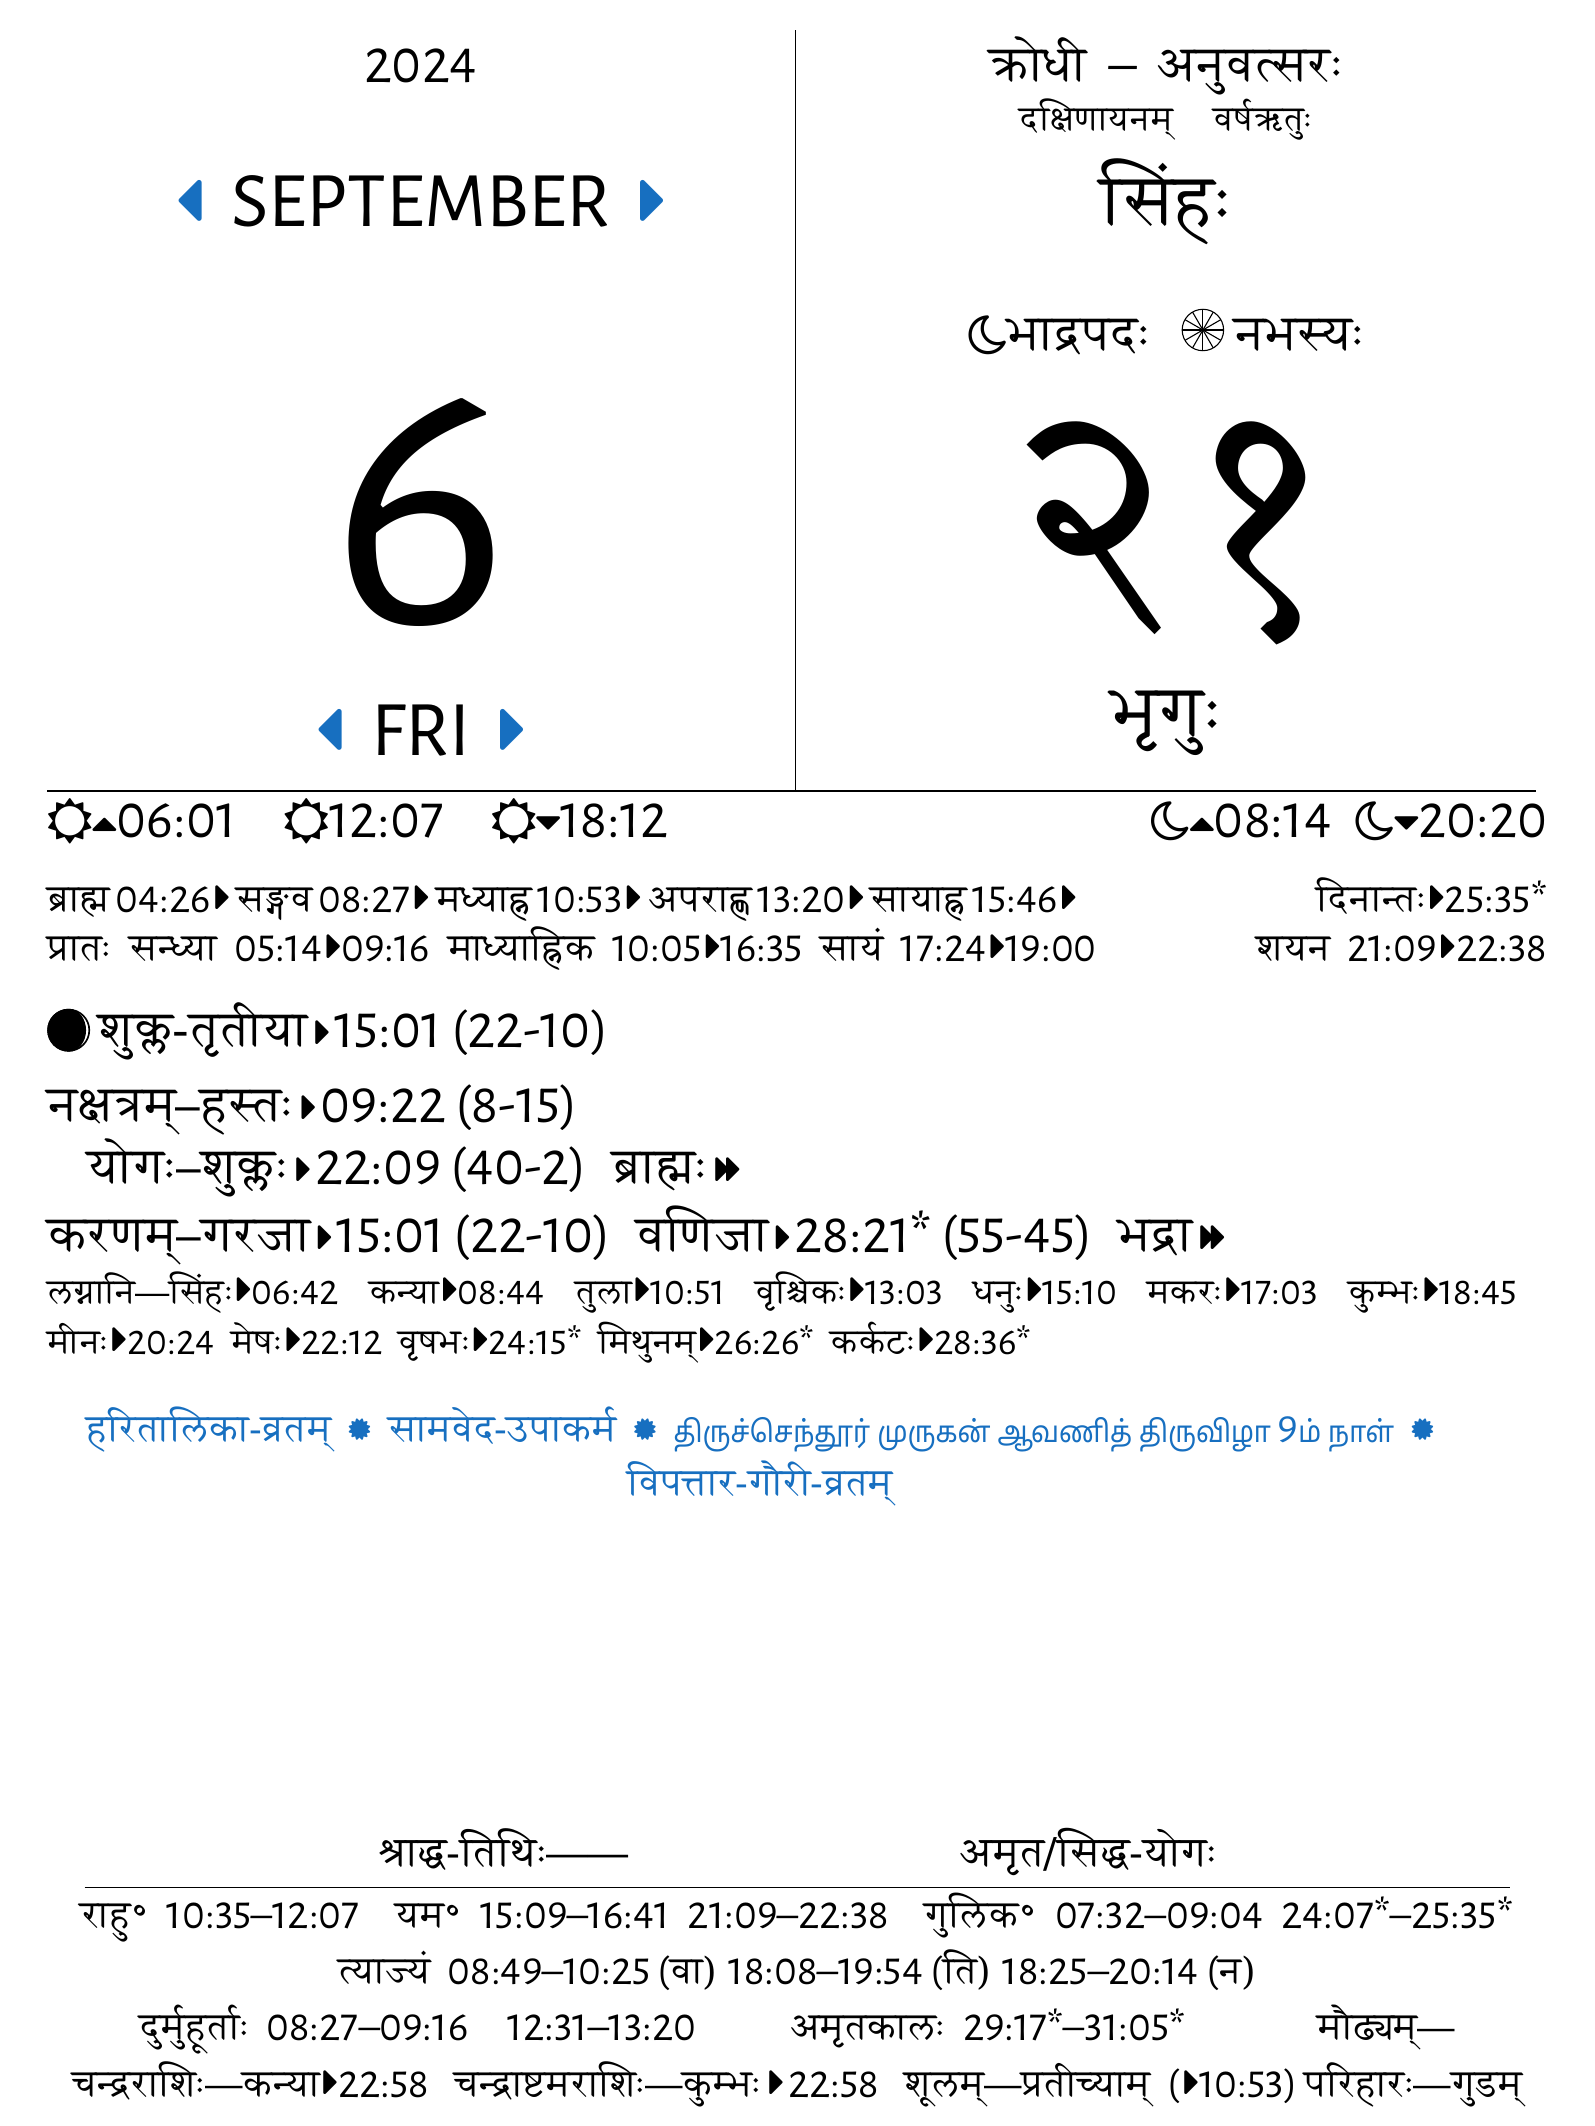 2024
SEPTEMBER
6
FRI
क्रोधी – अनुवत्सरः
दक्षिणायनम् वर्षऋतुः
सिंहः
भाद्रपदः नभस्यः
२१
भृगुः
06:01 12:07 18:12 08:14 20:20
ब्राह्म 04:26 सङ्गव 08:27 मध्याह्न 10:53 अपराह्ण 13:20 सायाह्न 15:46 दिनान्तः 25:35*
प्रातः सन्ध्या 05:14 09:16 माध्याह्निक 10:05 16:35 सायं 17:24 19:00 शयन 21:09 22:38
शुक्ल-तृतीया 15:01 (22-10)
नक्षत्रम्–हस्तः 09:22 (8-15)
योगः–शुक्लः 22:09 (40-2) ब्राह्मः
करणम्–गरजा 15:01 (22-10) वणिजा 28:21* (55-45) भद्रा
लग्नानि—सिंहः 06:42 कन्या 08:44 तुला 10:51 वृश्चिकः 13:03 धनुः 15:10 मकरः 17:03 कुम्भः 18:45
मीनः 20:24 मेषः 22:12 वृषभः 24:15* मिथुनम् 26:26* कर्कटः 28:36*
हरितालिका-व्रतम् सामवेद-उपाकर्म திருச்செந்தூர் முருகன் ஆவணித் திருவிழா 9ம் நாள்
विपत्तार-गौरी-व्रतम्
श्राद्ध-तिथिः—— अमृत/सिद्ध-योगः
राहु° 10:35–12:07 यम° 15:09–16:41 21:09–22:38 गुलिक° 07:32–09:04 24:07*–25:35*
त्याज्यं 08:49–10:25 (वा) 18:08–19:54 (ति) 18:25–20:14 (न)
दुर्मुहूर्ताः 08:27–09:16 12:31–13:20 अमृतकालः 29:17*–31:05* मौढ्यम्—
चन्द्रराशिः—कन्या 22:58 चन्द्राष्टमराशिः—कुम्भः 22:58 शूलम्—प्रतीच्याम् ( 10:53) परिहारः—गुडम्